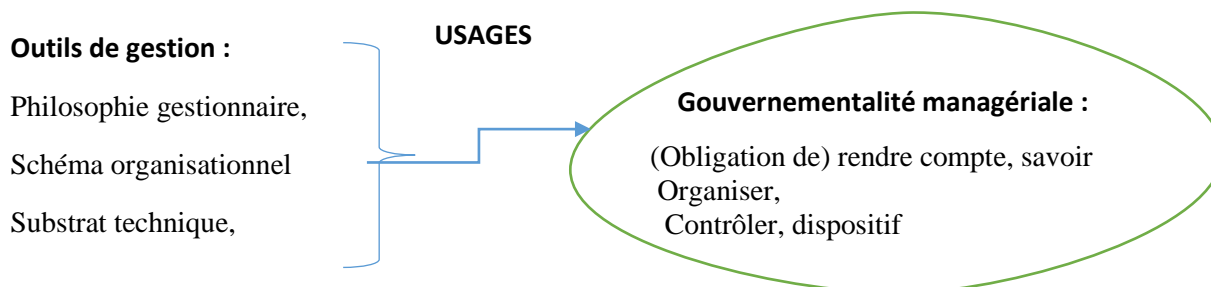 Outils de gestion :
Philosophie gestionnaire,
Schéma organisationnel
Substrat technique,
USAGES
Gouvernementalité managériale :
(Obligation de) rendre compte, savoir
Organiser,
Contrôler, dispositif